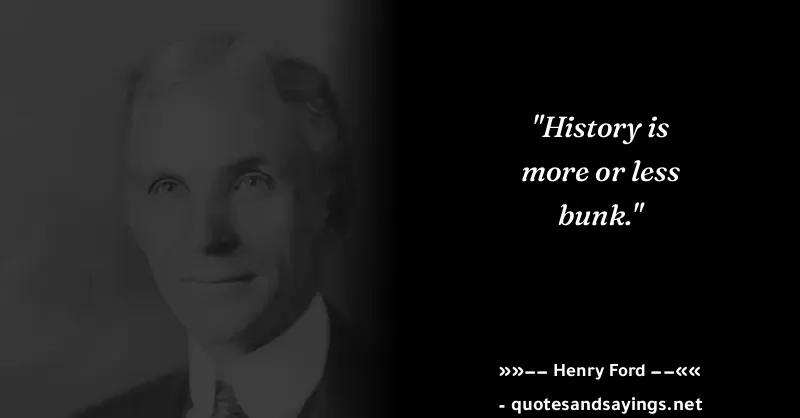 "History is
more or less
bunk."
»»−− Henry Ford −−««
- quotesandsayings.net